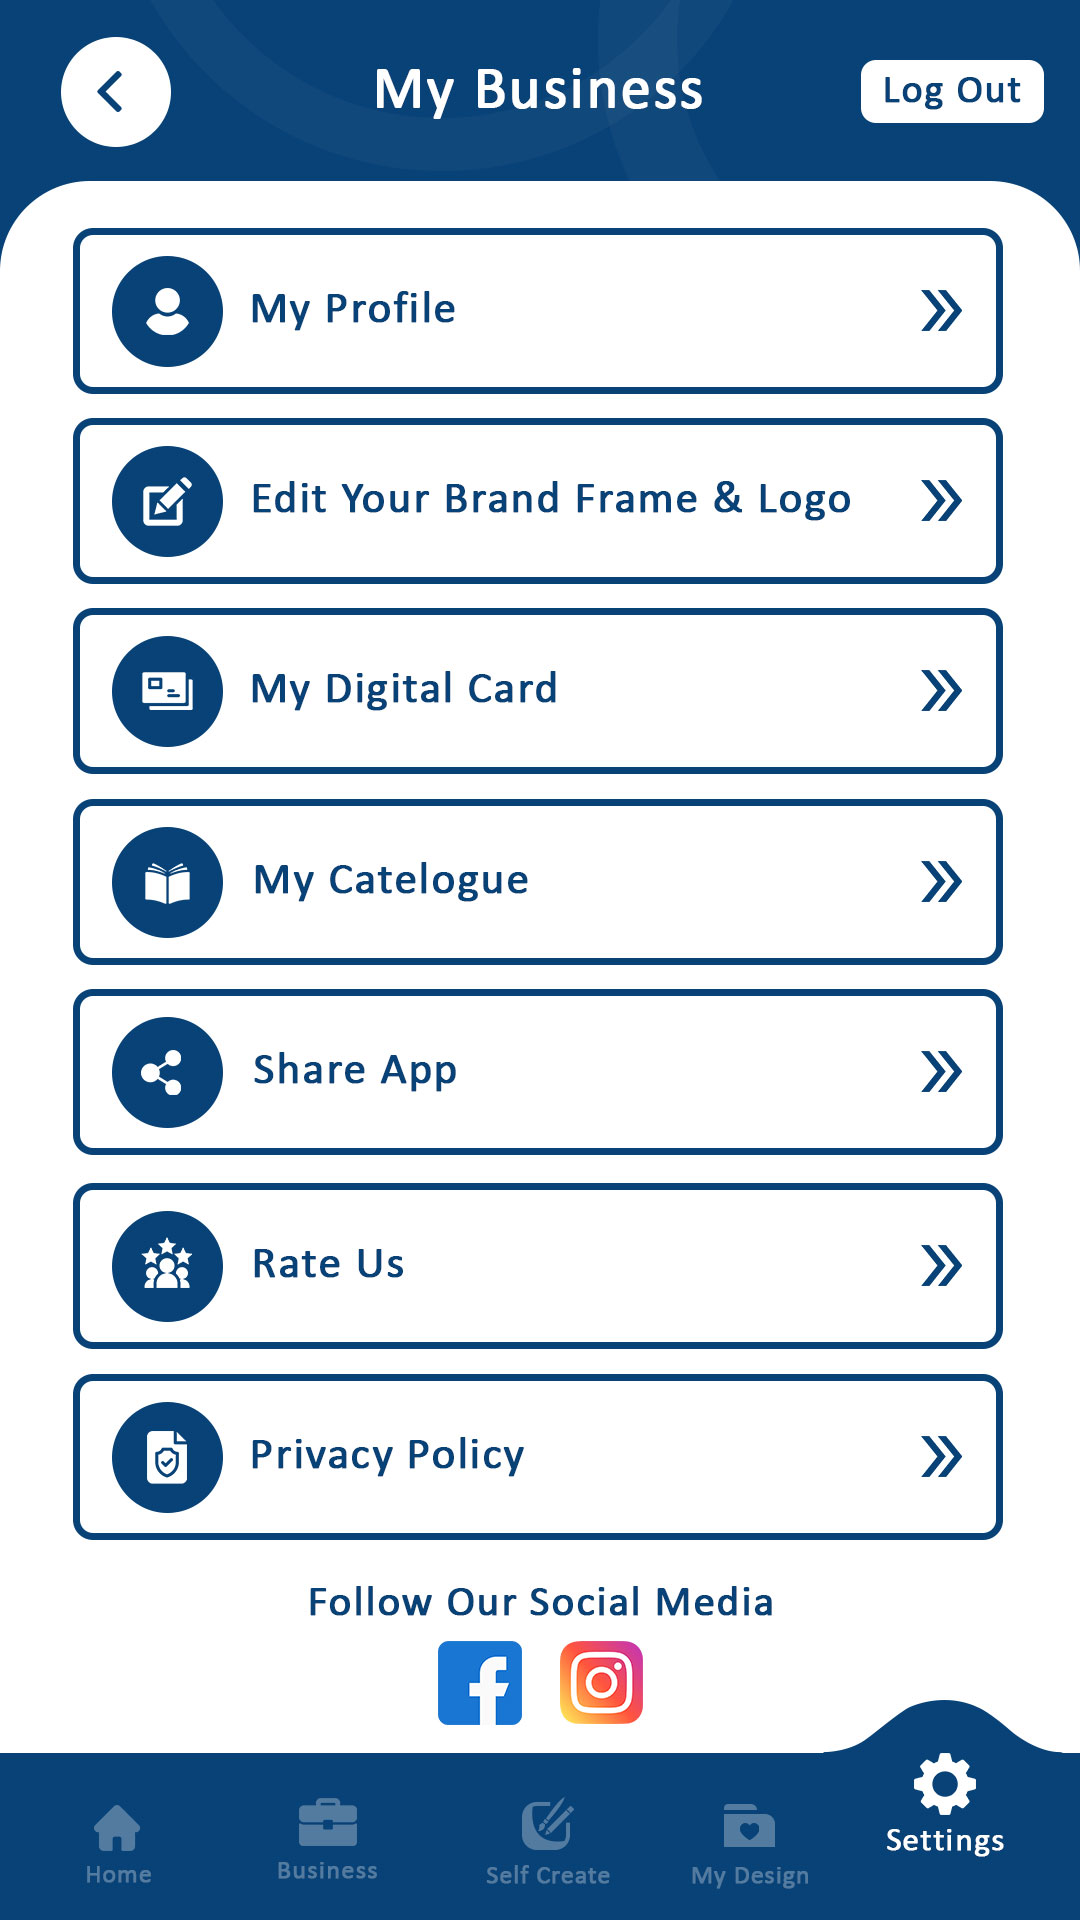 My Business
Log Out
My Profile
Edit Your Brand Frame & Logo
My Digital Card
My Catelogue
Share App
Rate Us
Privacy Policy
Follow Our Social Media
Home
Business
Self Create
My Design
Settings